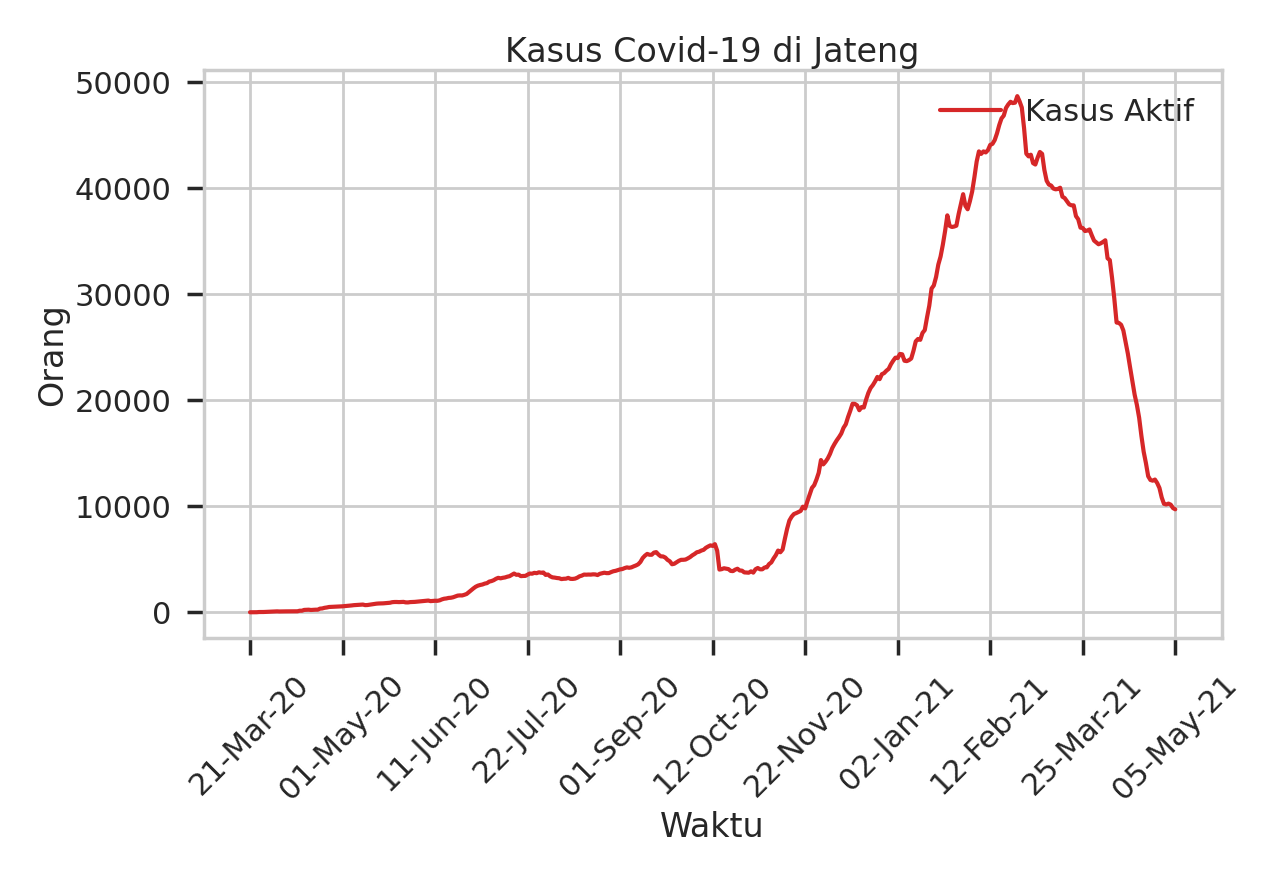 Kasus Covid-19 di Jateng
Kasus Aktif
Orang
50000
40000
30000
20000
10000
0
21-Mar-20
01-May-20
11-Jun-20
22-Jul-20
01-Sep-20
12-Oct-20
22-Nov-20
02-Jan-21
12-Feb-21
25-Mar-21
05-May-21
Waktu